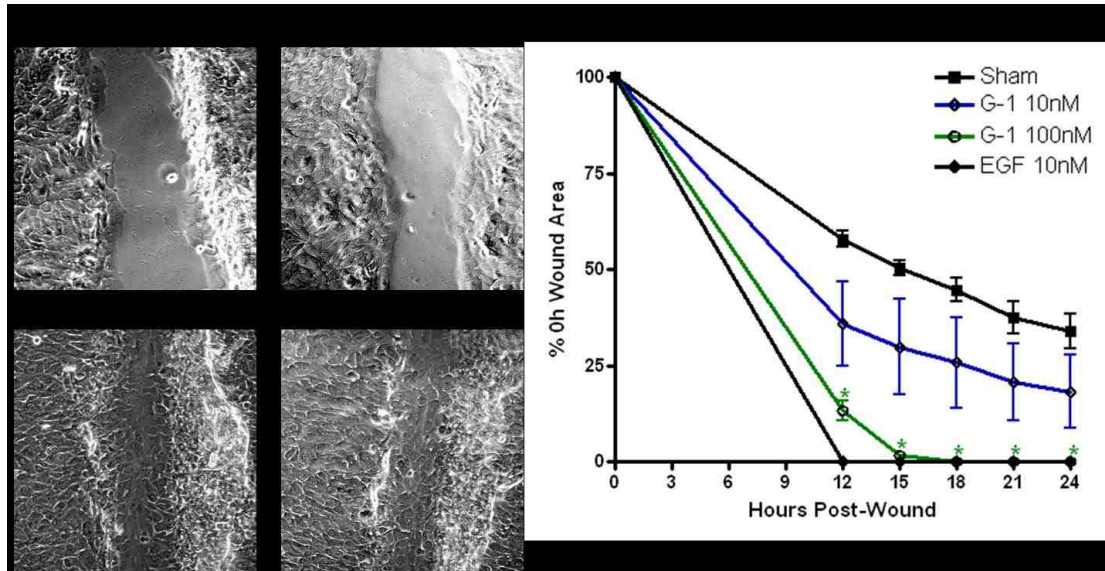 Sham
G-1 10nM
G-1 100nM
EGF 10nM
100
75
50
25
0
% 0h Wound Area
*
*
*
*
*
0 3 6 9 12 15 18 21 24
Hours Post-Wound